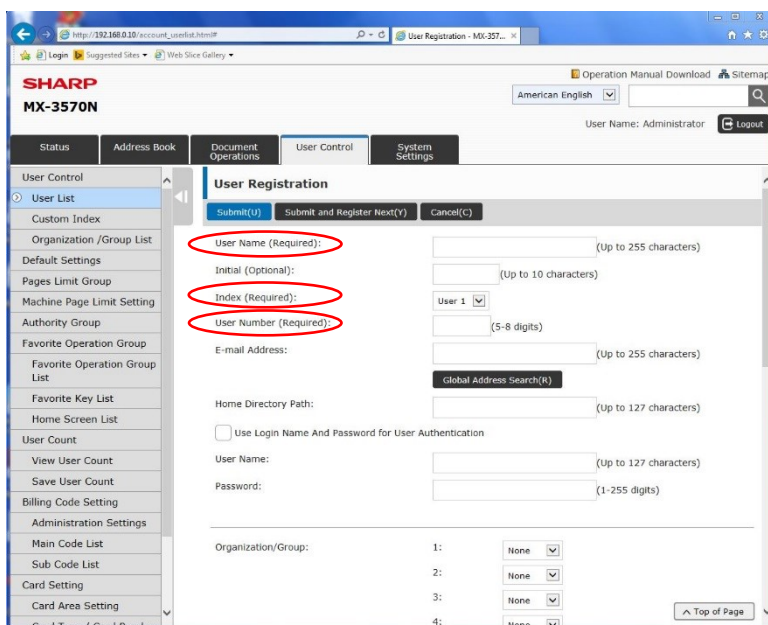 http://192.168.0.10/account_userlist.html#
User Registration - MX-357...
Login Suggested Sites Web Slice Gallery
Operation Manual Download Sitemap
SHARP
American English
MX-3570N
User Name: Administrator Logout
Status Address Book Document Operations User Control System Settings
User Control
User List
Custom Index
Organization /Group List
Default Settings
Pages Limit Group
Machine Page Limit Setting
Authority Group
Favorite Operation Group
Favorite Operation Group
List
Favorite Key List
Home Screen List
User Count
View User Count
Save User Count
Billing Code Setting
Administration Settings
Main Code List
Sub Code List
Card Setting
Card Area Setting
User Registration
Submit(U) Submit and Register Next(Y) Cancel(C)
User Name (Required): (Up to 255 characters)
Initial (Optional): (Up to 10 characters)
Index (Required): User 1
User Number (Required): (5-8 digits)
E-mail Address: (Up to 255 characters)
Global Address Search(R)
Home Directory Path: (Up to 127 characters)
Use Login Name And Password for User Authentication
User Name: (Up to 127 characters)
Password: (1-255 digits)
Organization/Group: 1: None
2: None
3: None
4: None
Top of Page